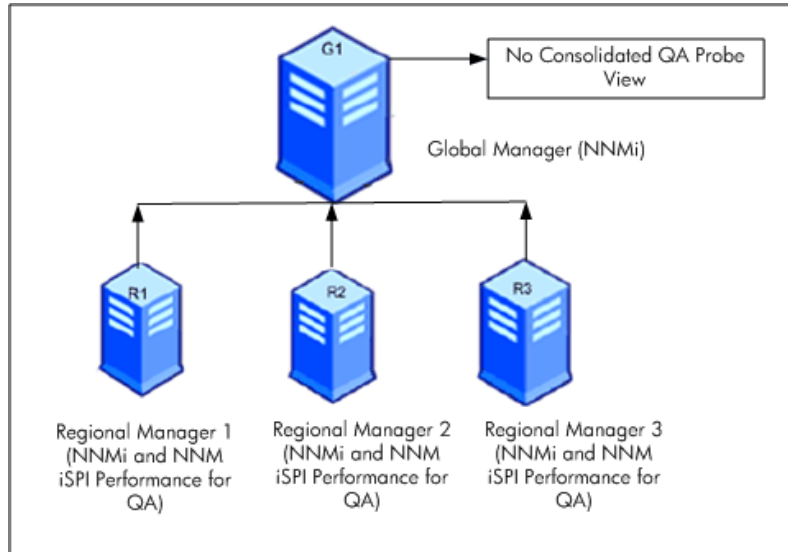 G1
No Consolidated QA Probe
View
Global Manager (NNMi)
R1
R2
R3
Regional Manager 1
(NNMi and NNM
iSPI Performance for
QA)
Regional Manager 2
(NNMi and NNM
iSPI Performance for
QA)
Regional Manager 3
(NNMi and NNM
iSPI Performance for
QA)